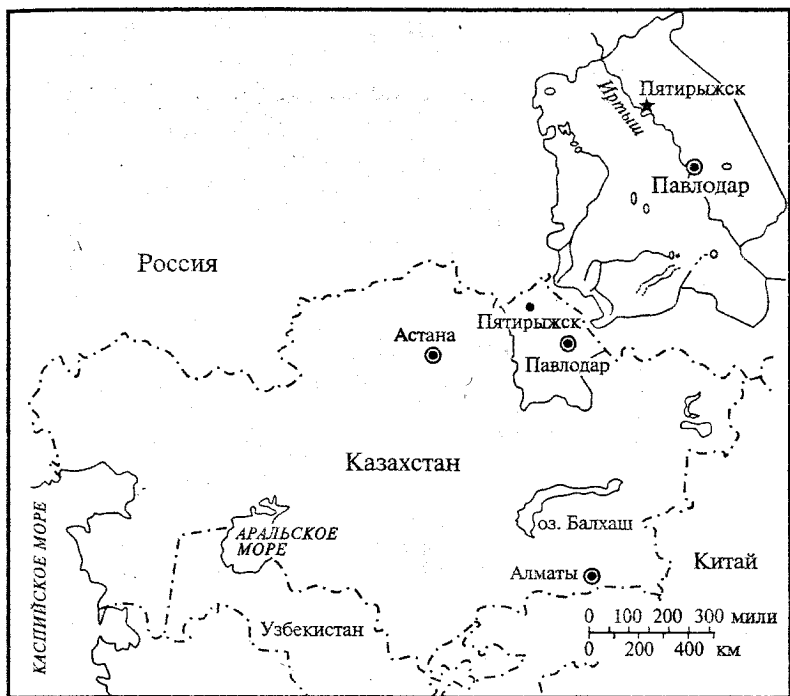 Пятирыжск
Иртыш
Павлодар
Россия
Пятирыжск
Астана
Павлодар
Казахстан
КАСПИЙСКОЕ МОРЕ
АРАЛЬСКОЕ
МОРЕ
оз. Балхаш
Китай
Алматы
Узбекистан
0 100 200 300 мили
0 200 400 км